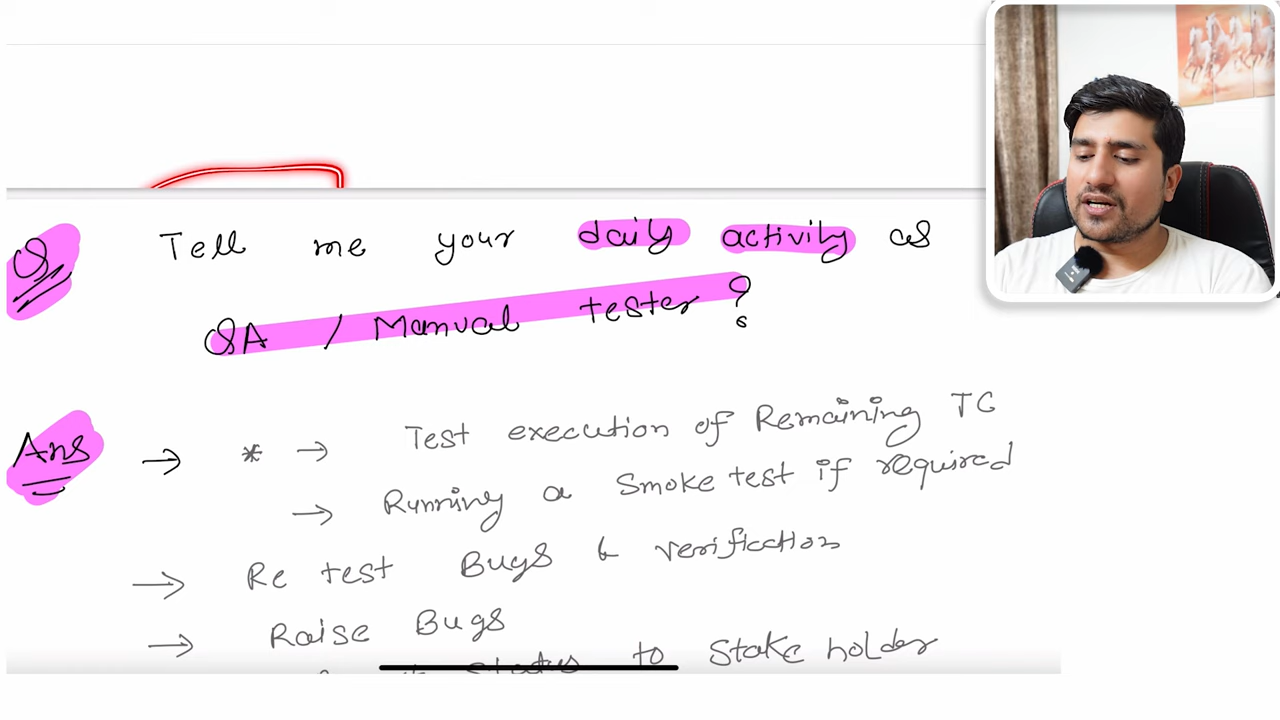 Q Tell me your daily activity as
QA / Manual tester ?
Ans → * → Test execution of Remaining TC
→ Running a Smoke test if required
→ Re test Bugs & verification
→ Raise Bugs
status to Stake holder